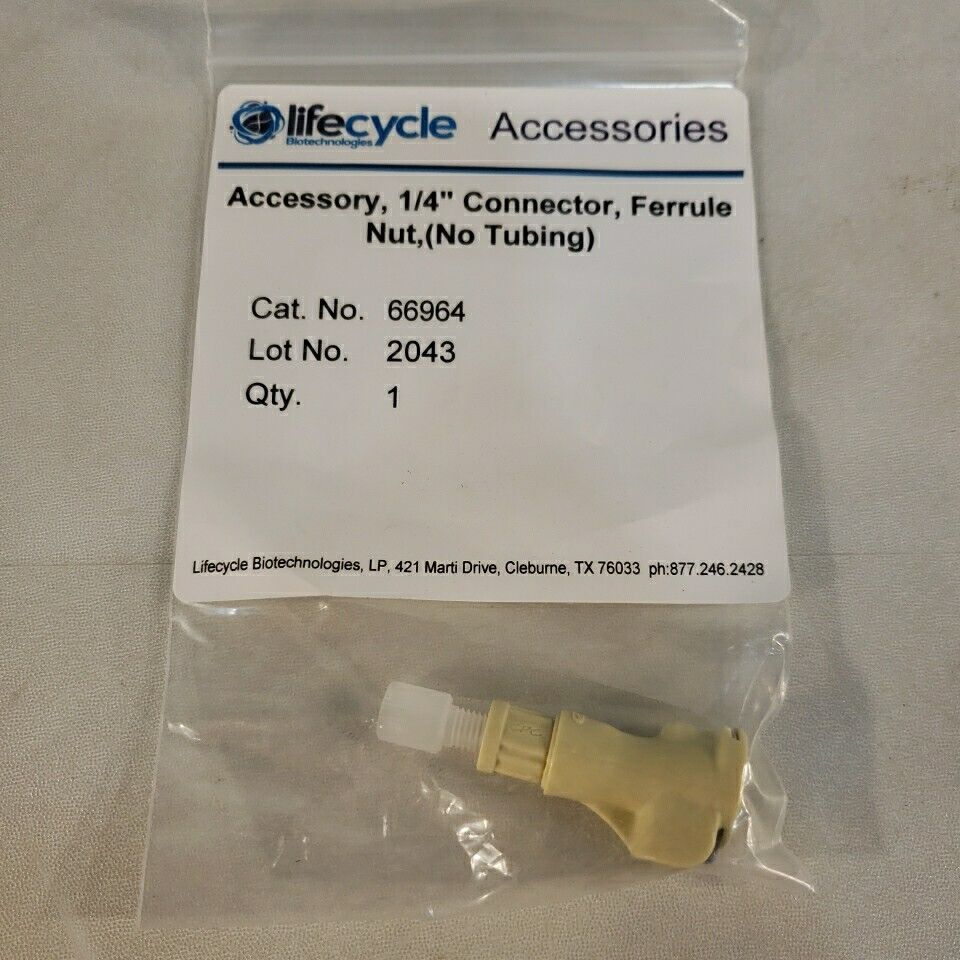 lifecycle Accessories
Biotechnologies
Accessory, 1/4" Connector, Ferrule
Nut,(No Tubing)
Cat. No. 66964
Lot No. 2043
Qty. 1
Lifecycle Biotechnologies, LP, 421 Marti Drive, Cleburne, TX 76033 ph:877.246.2428
CPC